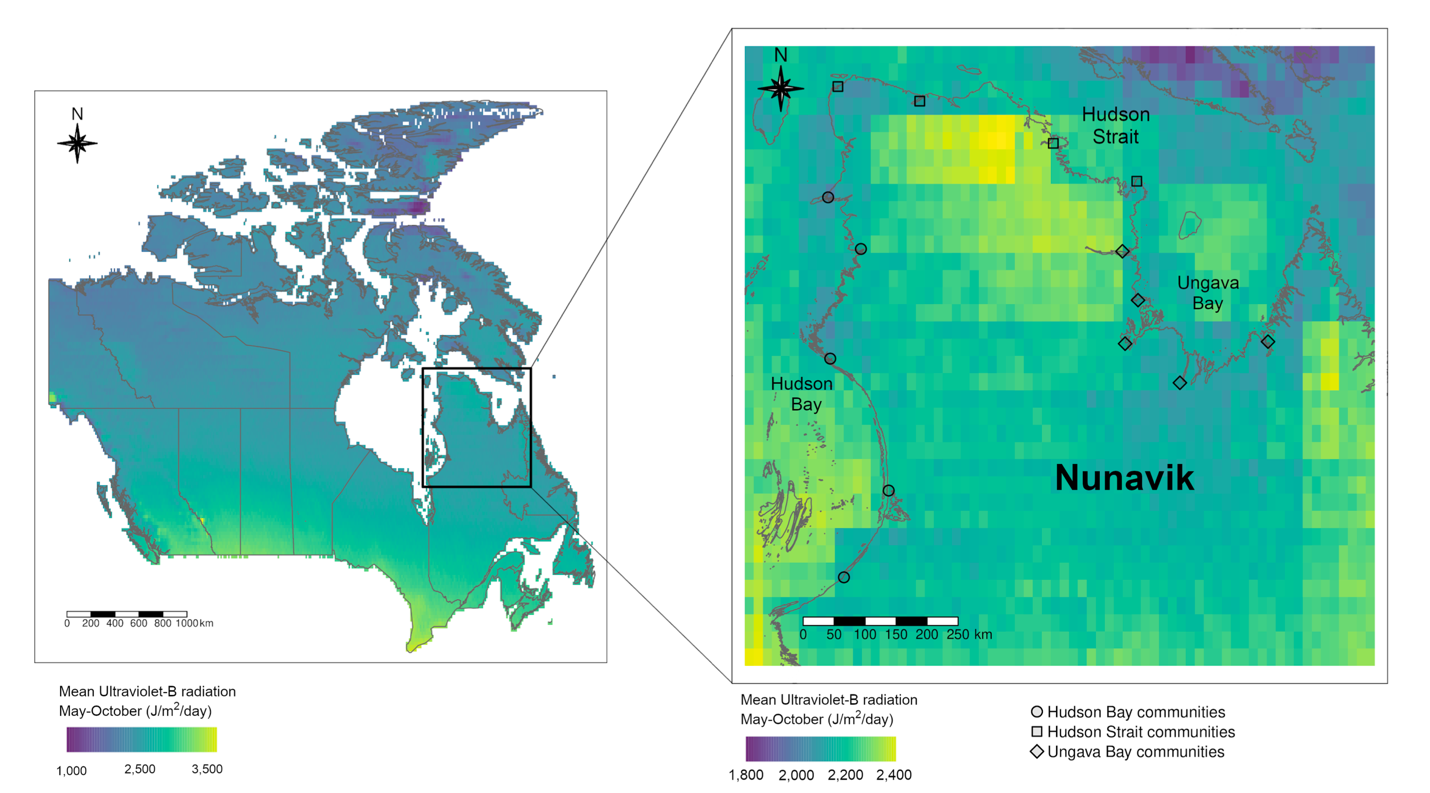 N
0 200 400 600 800 1000 km
Mean Ultraviolet-B radiation
May-October (J/m²/day)
1,000 2,500 3,500
N
Hudson
Strait
Ungava
Bay
Hudson
Bay
Nunavik
0 50 100 150 200 250 km
Mean Ultraviolet-B radiation
May-October (J/m²/day)
1,800 2,000 2,200 2,400
Hudson Bay communities
Hudson Strait communities
Ungava Bay communities